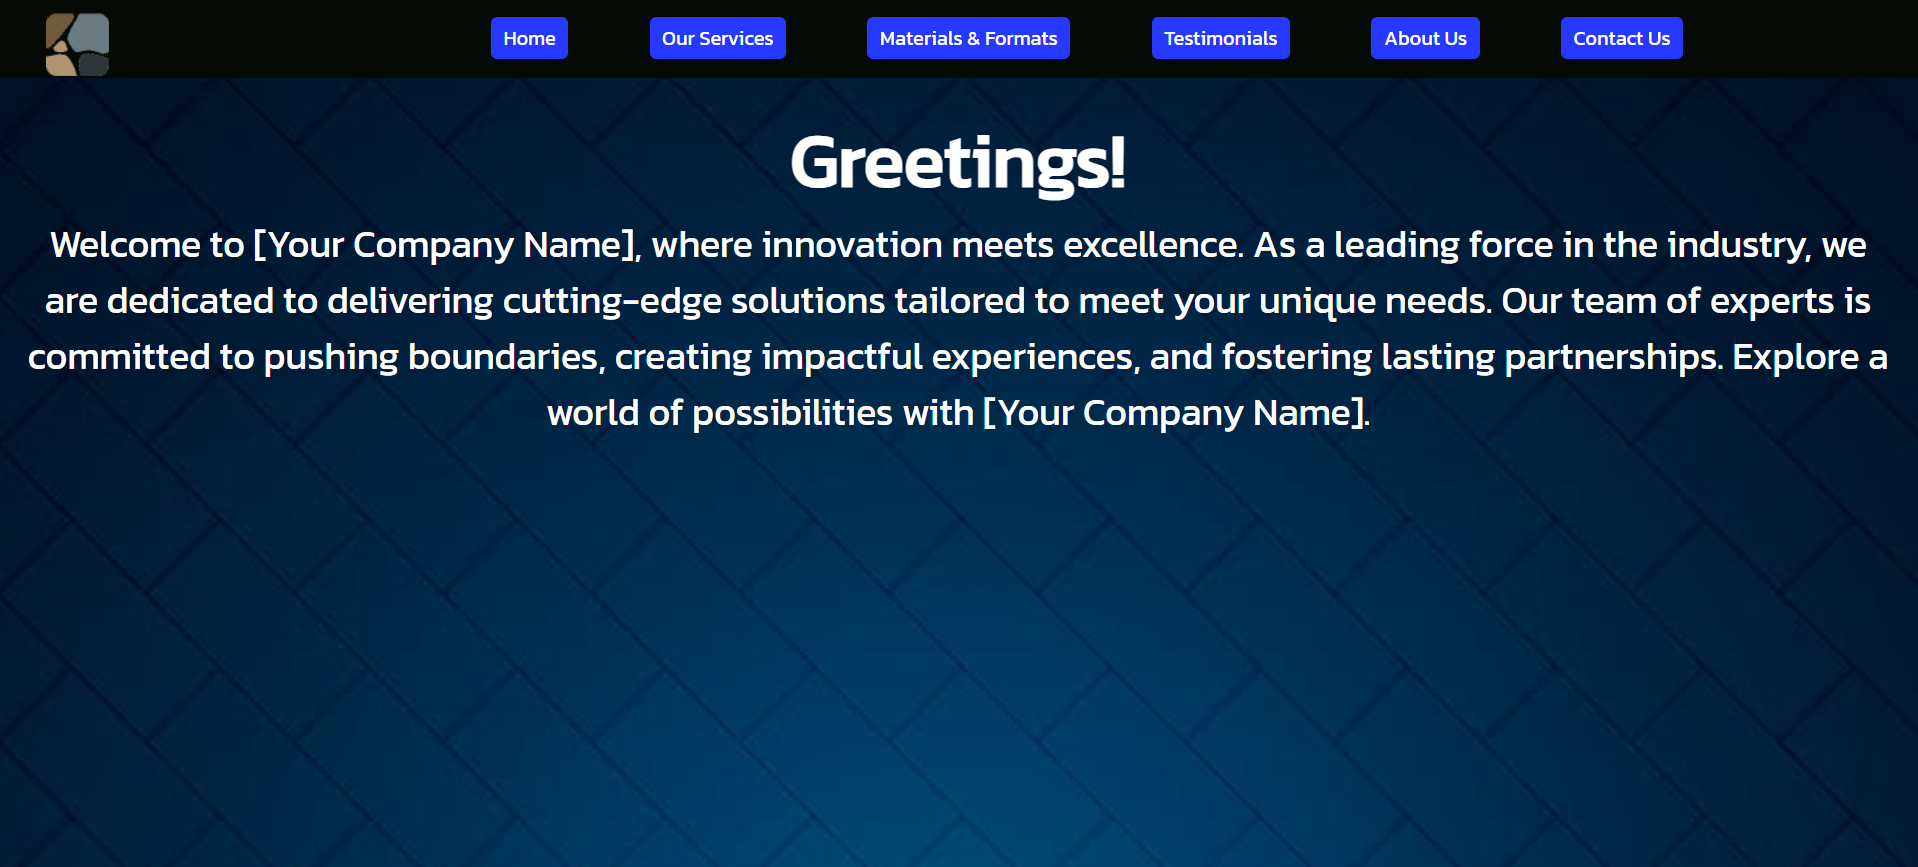 Home
Our Services
Materials & Formats
Testimonials
About Us
Contact Us
Greetings!
Welcome to [Your Company Name], where innovation meets excellence. As a leading force in the industry, we
are dedicated to delivering cutting-edge solutions tailored to meet your unique needs. Our team of experts is
committed to pushing boundaries, creating impactful experiences, and fostering lasting partnerships. Explore a
world of possibilities with [Your Company Name].